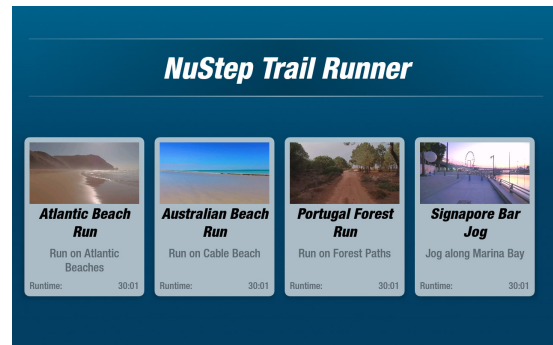 NuStep Trail Runner
Atlantic Beach
Run
Run on Atlantic
Beaches
Runtime: 30:01
Australian Beach
Run
Run on Cable Beach
Runtime: 30:01
Portugal Forest
Run
Run on Forest Paths
Runtime: 30:01
Signapore Bar
Jog
Jog along Marina Bay
Runtime: 30:01